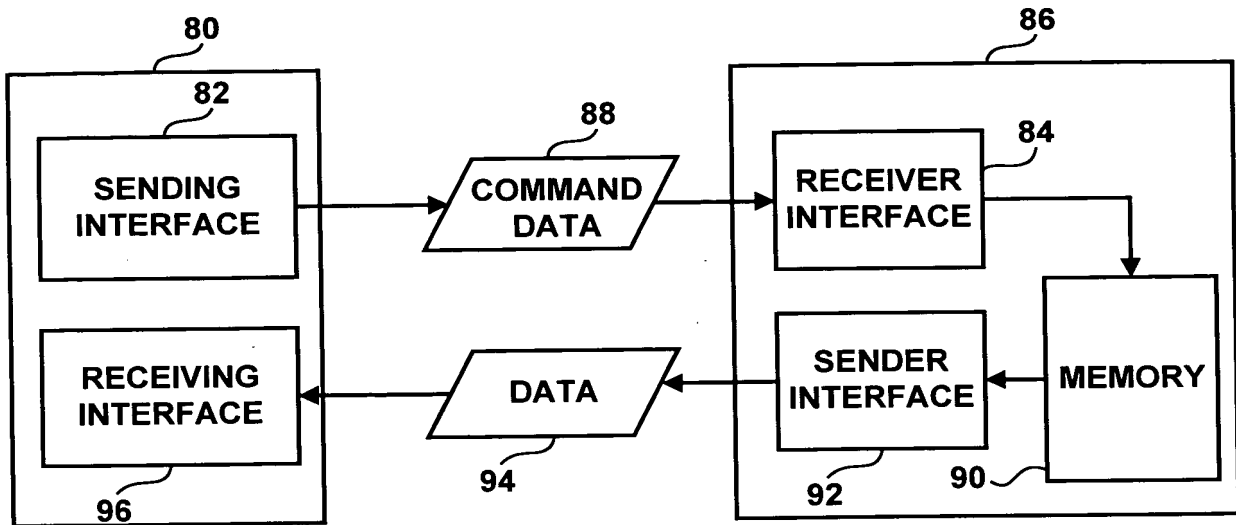 80
86
82
88
84
SENDING
INTERFACE
COMMAND
DATA
RECEIVER
INTERFACE
RECEIVING
INTERFACE
DATA
SENDER
INTERFACE
MEMORY
96
94
92
90